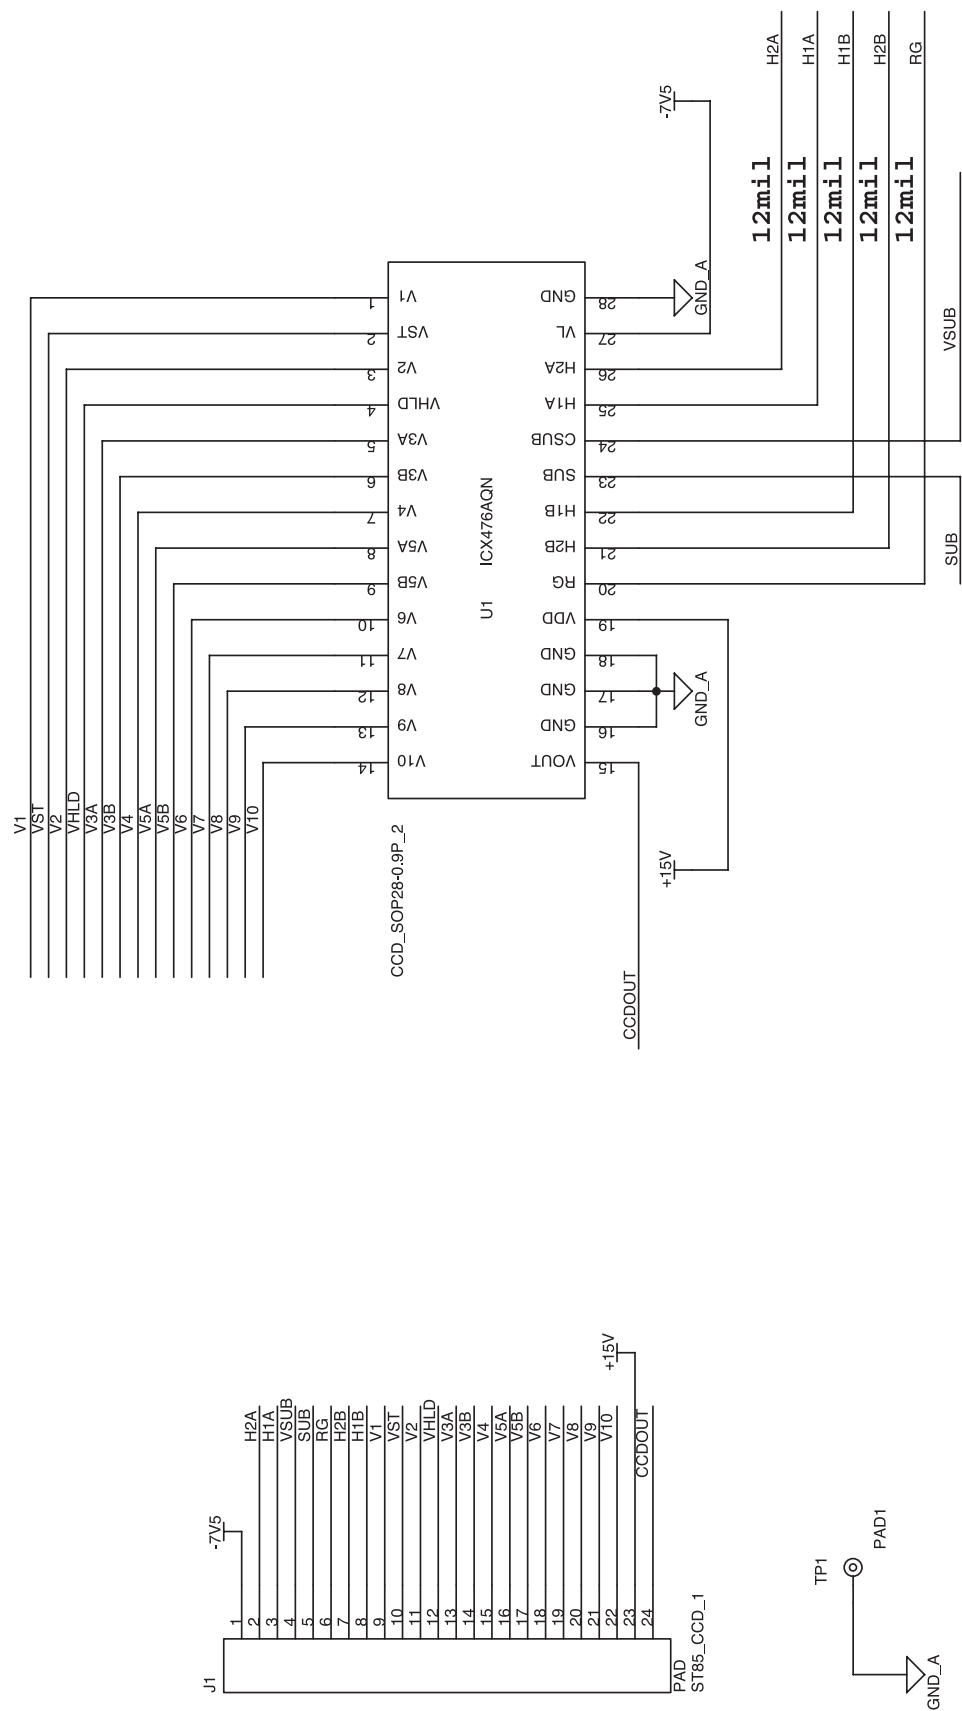 H2A
H1A
H1B
H2B
RG
-7V5
12mil
12mil
12mil
12mil
12mil
GND_A
VSUB
SUB
1 V1
2 VST
3 V2
4 VHLD
5 V3A
6 V3B
7 V4
8 V5A
9 V5B
10 V6
11 V7
12 V8
13 V9
14 V10
GND 28
VL 27
H2A 26
H1A 25
CSUB 24
SUB 23
H1B 22
H2B 21
RG 20
VDD 19
GND 18
GND 17
GND 16
VOUT 15
U1
ICX476AQN
GND_A
V1
VST
V2
VHLD
V3A
V3B
V4
V5A
V5B
V6
V7
V8
V9
V10
CCD_SOP28-0.9P_2
+15V
CCDOUT
-7V5
H2A
H1A
VSUB
SUB
RG
H2B
H1B
V1
VST
V2
VHLD
V3A
V3B
V4
V5A
V5B
V6
V7
V8
V9
V10
+15V
CCDOUT
1
2
3
4
5
6
7
8
9
10
11
12
13
14
15
16
17
18
19
20
21
22
23
24
J1
PAD
ST85_CCD_1
TP1
PAD1
GND_A